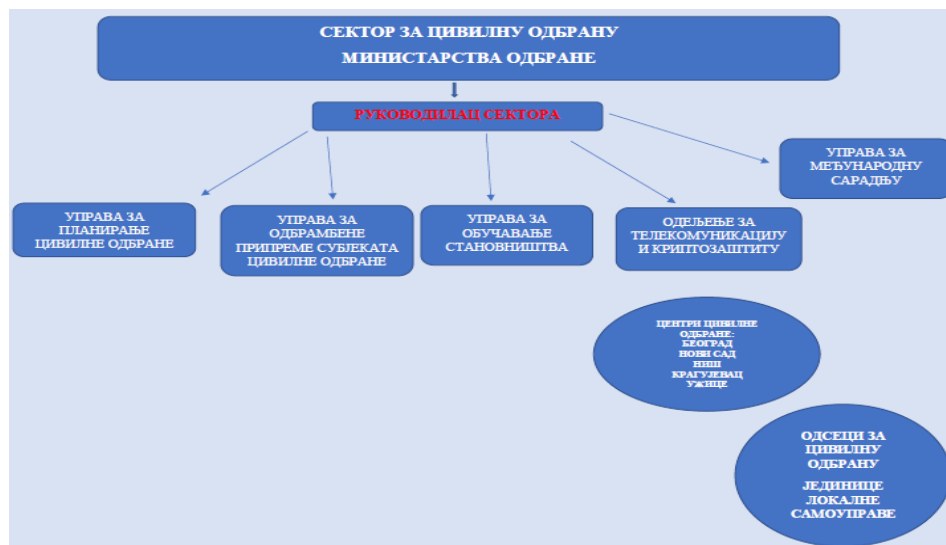 СЕКТОР ЗА ЦИВИЛНУ ОДБРАНУ
МИНИСТАРСТВА ОДБРАНЕ
РУКОВОДИЛАЦ СЕКТОРА
УПРАВА ЗА
МЕЂУНАРОДНУ
САРАДЊУ
УПРАВА ЗА
ПЛАНИРАЊЕ
ЦИВИЛНЕ ОДБРАНЕ
УПРАВА ЗА
ОДБРАМБЕНЕ
ПРИПРЕМЕ СУБЈЕКАТА
ЦИВИЛНЕ ОДБРАНЕ
УПРАВА ЗА
ОБУЧАВАЊЕ
СТАНОВНИШТВА
ОДЕЉЕЊЕ ЗА
ТЕЛЕКОМУНИКАЦИЈУ
И КРИПТОЗАШТИТУ
ЦЕНТРИ ЦИВИЛНЕ
ОДБРАНЕ:
БЕОГРАД
НОВИ САД
НИШ
КРАГУЈЕВАЦ
УЖИЦЕ
ОДСЕЦИ ЗА
ЦИВИЛНУ
ОДБРАНУ
ЈЕДИНИЦЕ
ЛОКАЛНЕ
САМОУПРАВЕ